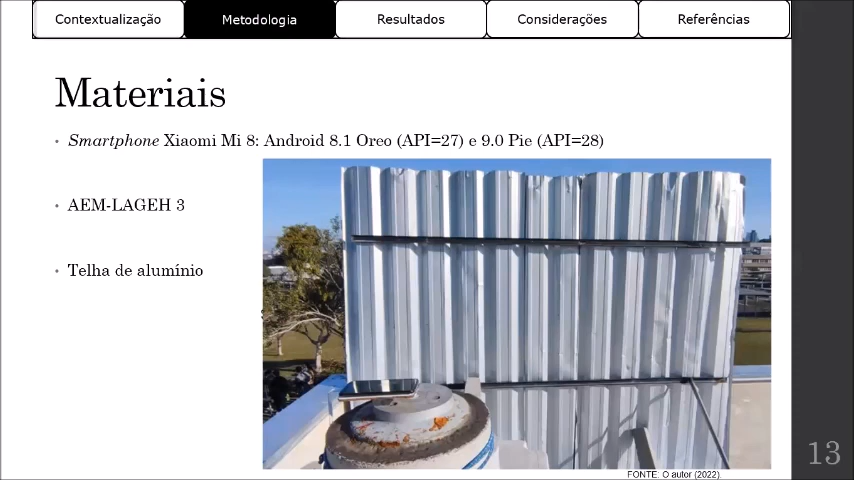 Contextualização
Metodologia
Resultados
Considerações
Referências
Materiais
• Smartphone Xiaomi Mi 8: Android 8.1 Oreo (API=27) e 9.0 Pie (API=28)
• AEM-LAGEH 3
• Telha de alumínio
FONTE: O autor (2022).
13